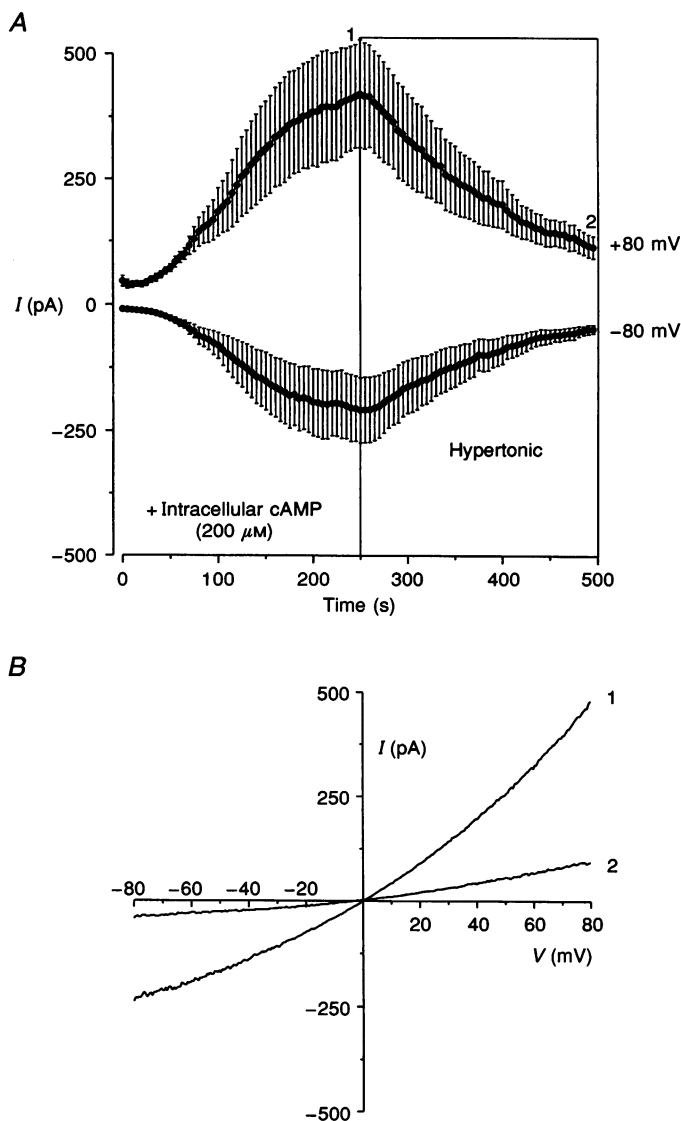 A
1
500
250
I (pA) 0
−250
−500
2
+80 mV
−80 mV
Hypertonic
+ Intracellular cAMP
(200 μM)
0 100 200 300 400 500
Time (s)
B
500
1
I (pA)
250
2
−80 −60 −40 −20
20 40 60 80
V (mV)
−250
−500